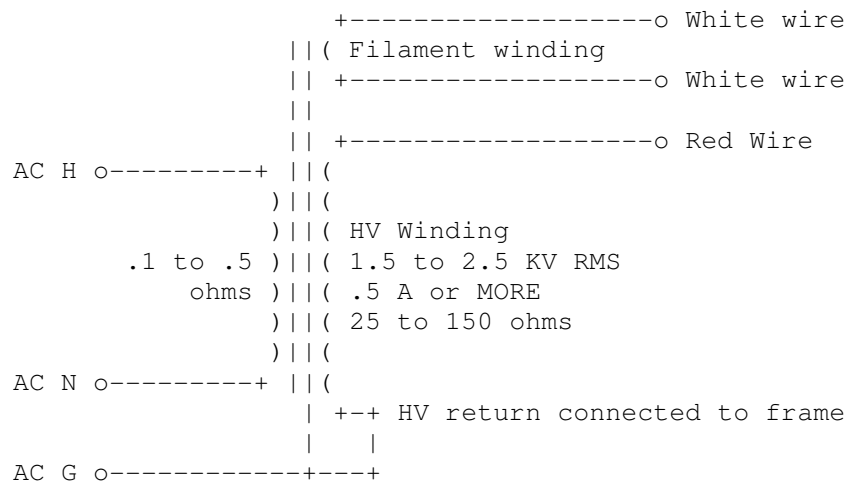 +-------------------o White wire
                  ||( Filament winding
                  || +-------------------o White wire
                  ||
                  || +-------------------o Red Wire
AC H o---------+ ||(
                )||(
                )||( HV Winding
       .1 to .5 )||( 1.5 to 2.5 KV RMS
           ohms )||( .5 A or MORE
                )||( 25 to 150 ohms
                )||(
AC N o---------+ ||(
                  | +-+ HV return connected to frame
                  |   |
AC G o------------+---+